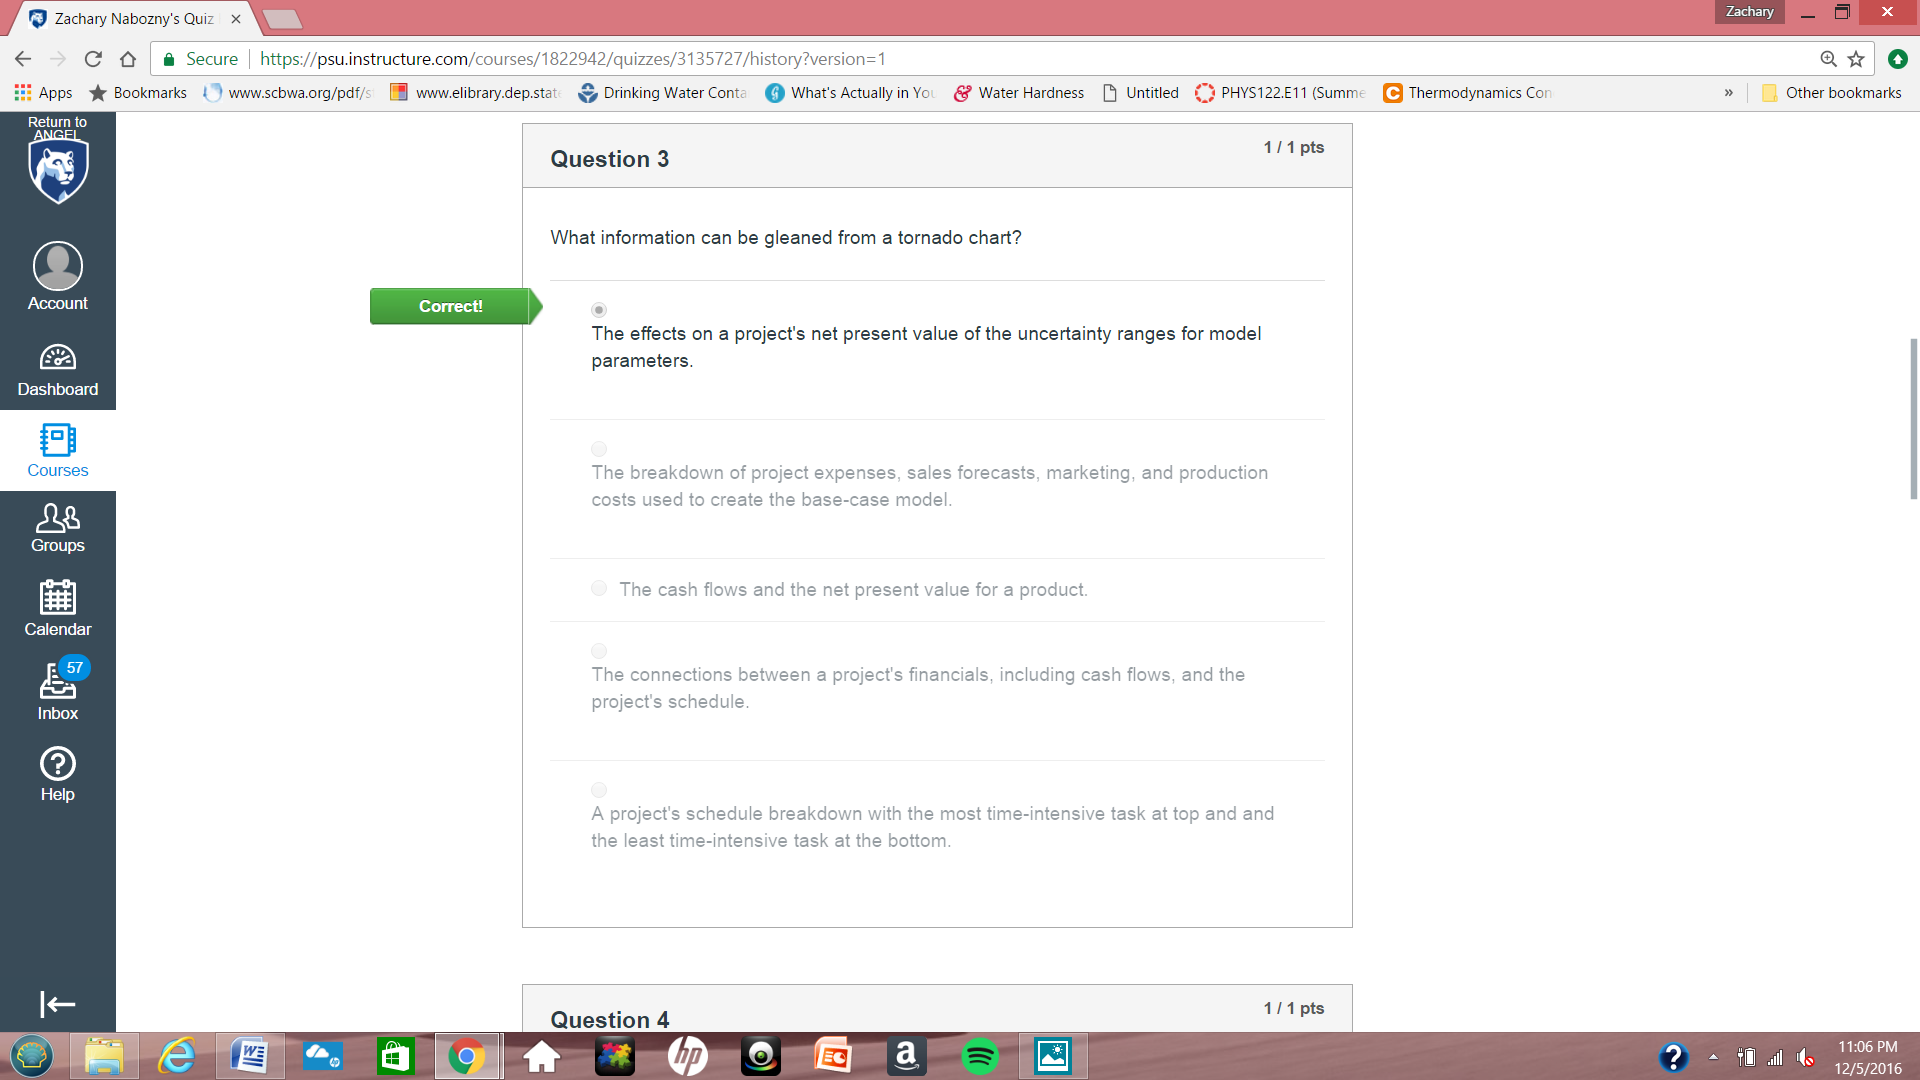 Zachary Nabozny's Quiz
Zachary
Secure https://psu.instructure.com/courses/1822942/quizzes/3135727/history?version=1
Apps Bookmarks www.scbwa.org/pdf/s www.elibrary.dep.stat Drinking Water Conta What's Actually in You Water Hardness Untitled PHYS122.E11 (Summe Thermodynamics Con » Other bookmarks
Return to
ANGEL
Account
Dashboard
Courses
Groups
Calendar
57
Inbox
Help
Question 3
1 / 1 pts
What information can be gleaned from a tornado chart?
Correct!
The effects on a project's net present value of the uncertainty ranges for model
parameters.
The breakdown of project expenses, sales forecasts, marketing, and production
costs used to create the base-case model.
The cash flows and the net present value for a product.
The connections between a project's financials, including cash flows, and the
project's schedule.
A project's schedule breakdown with the most time-intensive task at top and and
the least time-intensive task at the bottom.
Question 4
1 / 1 pts
11:06 PM
12/5/2016